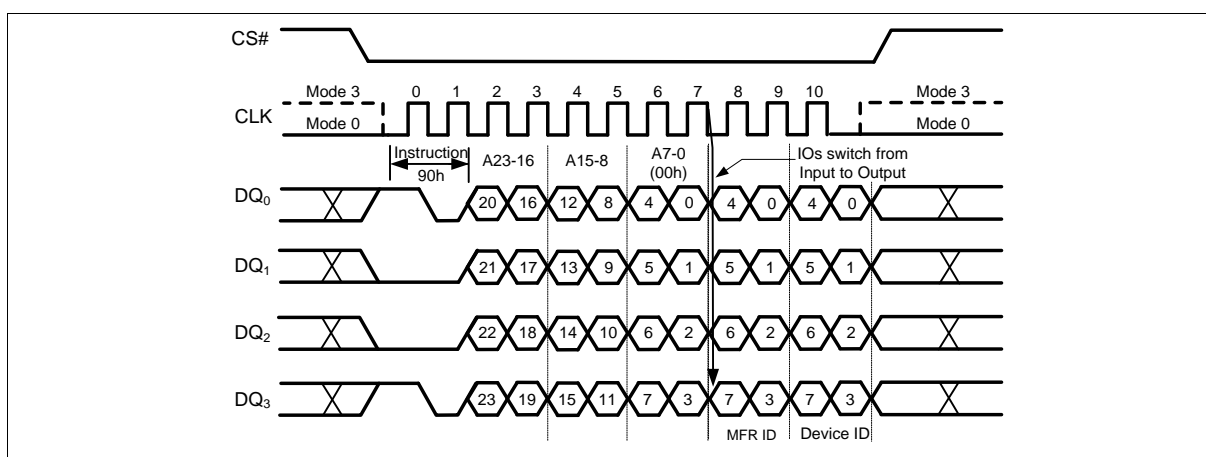 CS#
Mode 3 0 1 2 3 4 5 6 7 8 9 10 Mode 3
CLK
Mode 0 Mode 0
Instruction A23-16 A15-8 A7-0 IOs switch from
90h (00h) Input to Output
DQ0 20 16 12 8 4 0 4 0 4 0
DQ1 21 17 13 9 5 1 5 1 5 1
DQ2 22 18 14 10 6 2 6 2 6 2
DQ3 23 19 15 11 7 3 7 3 7 3
MFR ID Device ID